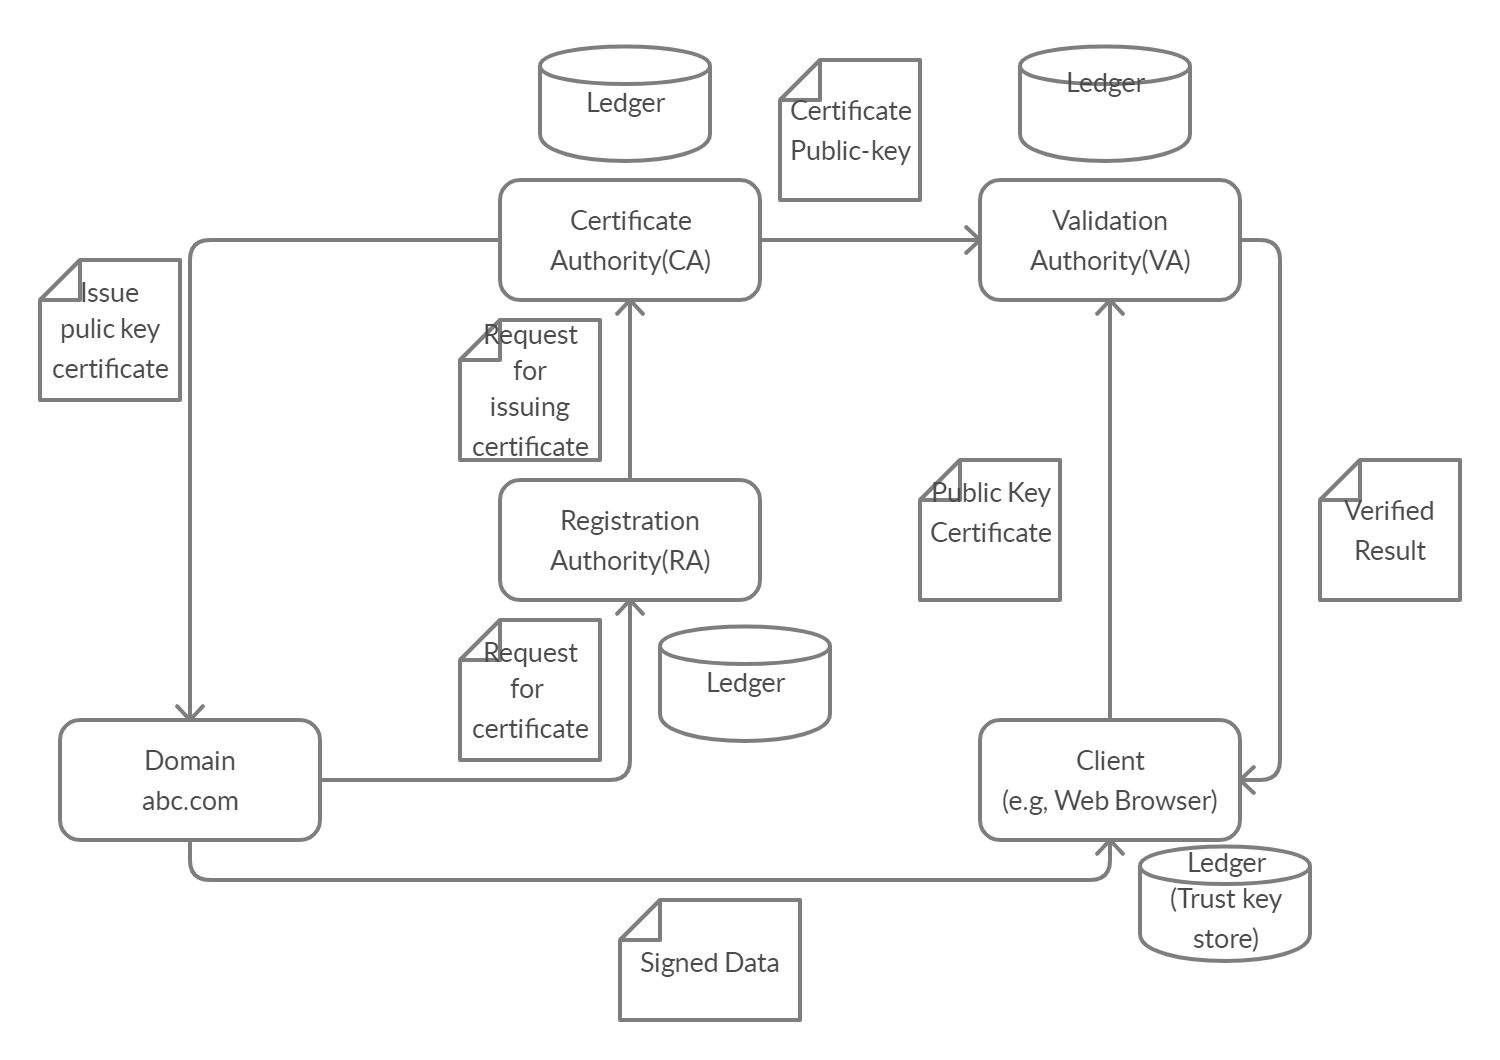 Ledger
Certificate
Public-key
Ledger
Certificate
Authority(CA)
Validation
Authority(VA)
Issue
pulic key
certificate
Request
for
issuing
certificate
Registration
Authority(RA)
Public Key
Certificate
Verified
Result
Request
for
certificate
Ledger
Domain
abc.com
Client
(e.g, Web Browser)
Ledger
(Trust key
store)
Signed Data